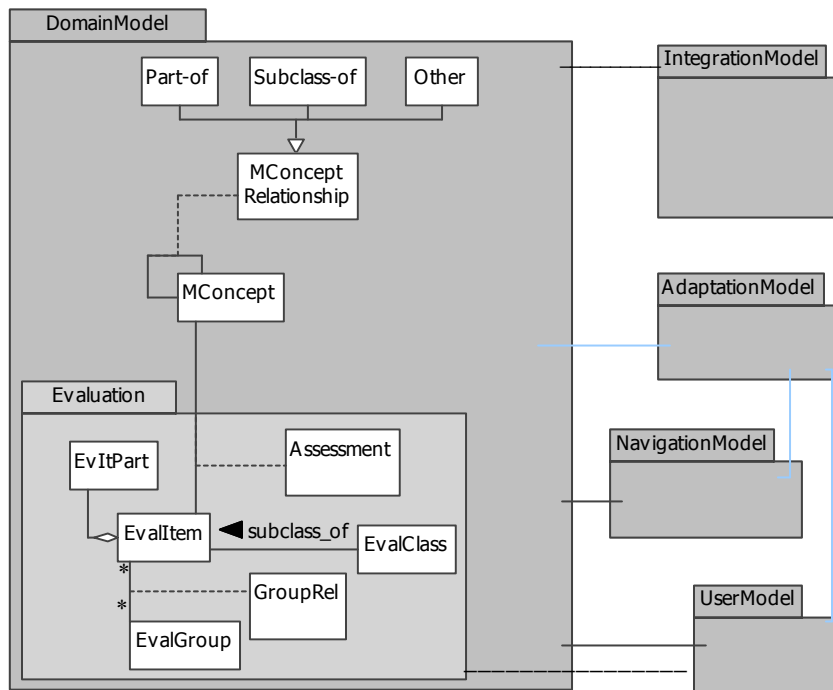 DomainModel
Part-of
Subclass-of
Other
IntegrationModel
MConcept
Relationship
MConcept
AdaptationModel
Evaluation
EvItPart
Assessment
NavigationModel
EvalItem
subclass_of
EvalClass
*
*
GroupRel
UserModel
EvalGroup